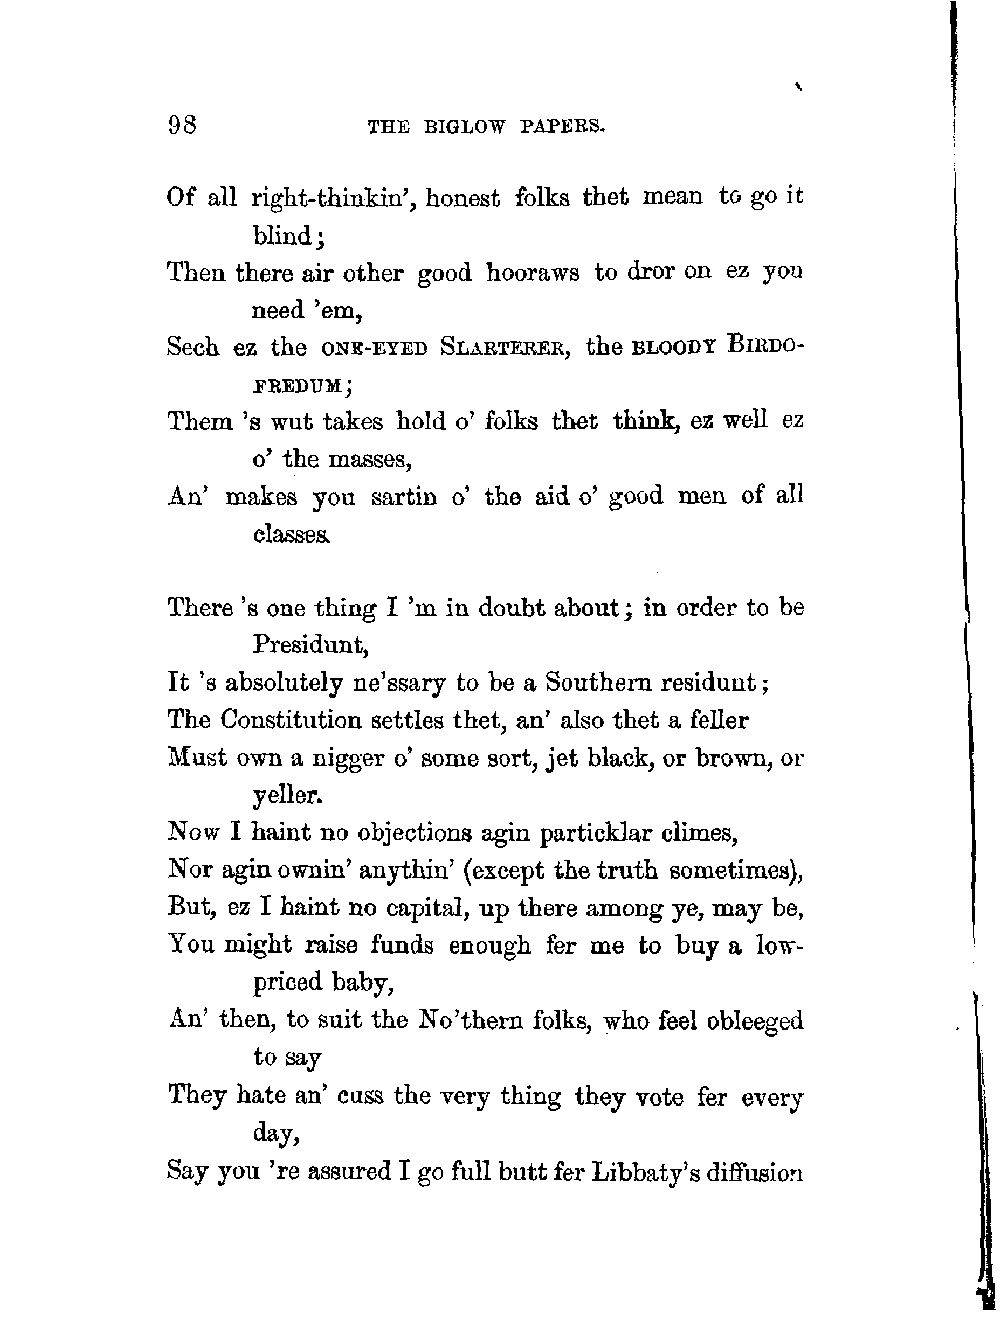 98 THE BIGLOW PAPERS.
Of all right-thinkin', honest folks thet mean to go it
blind;
Then there air other good hooraws to dror on ez you
need 'em,
Sech ez the ONE-EYED SLARTERER, the BLOODY BIRDO-
FREDUM;
Them 's wut takes hold o' folks thet think, ez well ez
o' the masses,
An' makes you sartin o' the aid o' good men of all
classes.
There 's one thing I 'm in doubt about; in order to be
Presidunt,
It 's absolutely ne'ssary to be a Southern residunt;
The Constitution settles thet, an' also thet a feller
Must own a nigger o' some sort, jet black, or brown, or
yeller.
Now I haint no objections agin particklar climes,
Nor agin ownin' anythin' (except the truth sometimes),
But, ez I haint no capital, up there among ye, may be,
You might raise funds enough fer me to buy a low-
priced baby,
An' then, to suit the No'thern folks, who feel obleeged
to say
They hate an' cuss the very thing they vote fer every
day,
Say you 're assured I go full butt fer Libbaty's diffusion